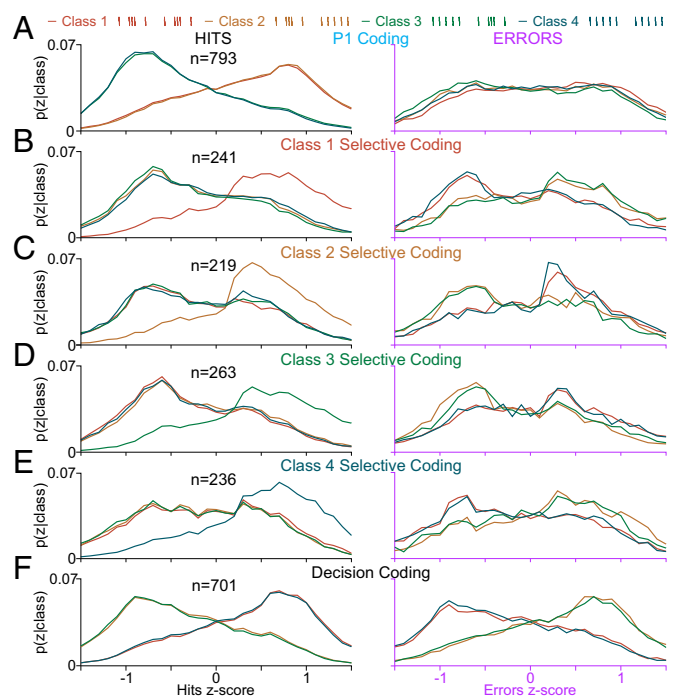 A
Class 1 Class 2 Class 3 Class 4
HITS P1 Coding ERRORS
0.07
n=793
p(z|class)
0
B
Class 1 Selective Coding
0.07
n=241
p(z|class)
0
C
Class 2 Selective Coding
0.07
n=219
p(z|class)
0
D
Class 3 Selective Coding
0.07
n=263
p(z|class)
0
E
Class 4 Selective Coding
0.07
n=236
p(z|class)
0
F
Decision Coding
0.07
n=701
p(z|class)
0
-1 0 1 -1 0 1
Hits z-score Errors z-score